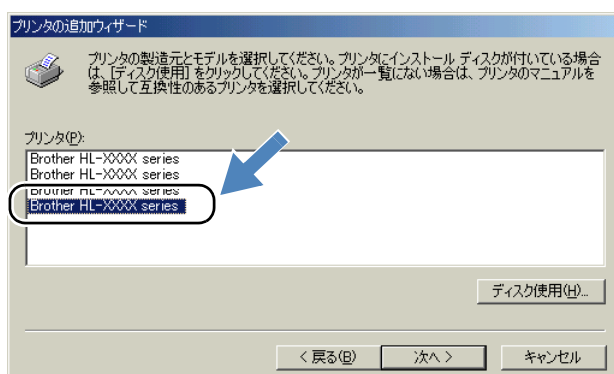 プリンタの追加ウィザード
プリンタの製造元とモデルを選択してください。プリンタにインストール ディスクが付いている場合
は、[ディスク使用] をクリックしてください。プリンタが一覧にない場合は、プリンタのマニュアルを
参照して互換性のあるプリンタを選択してください。
プリンタ(P):
Brother HL-XXXX series
Brother HL-XXXX series
Brother HL-XXXX series
Brother HL-XXXX series
ディスク使用(H)...
< 戻る(B)
次へ >
キャンセル